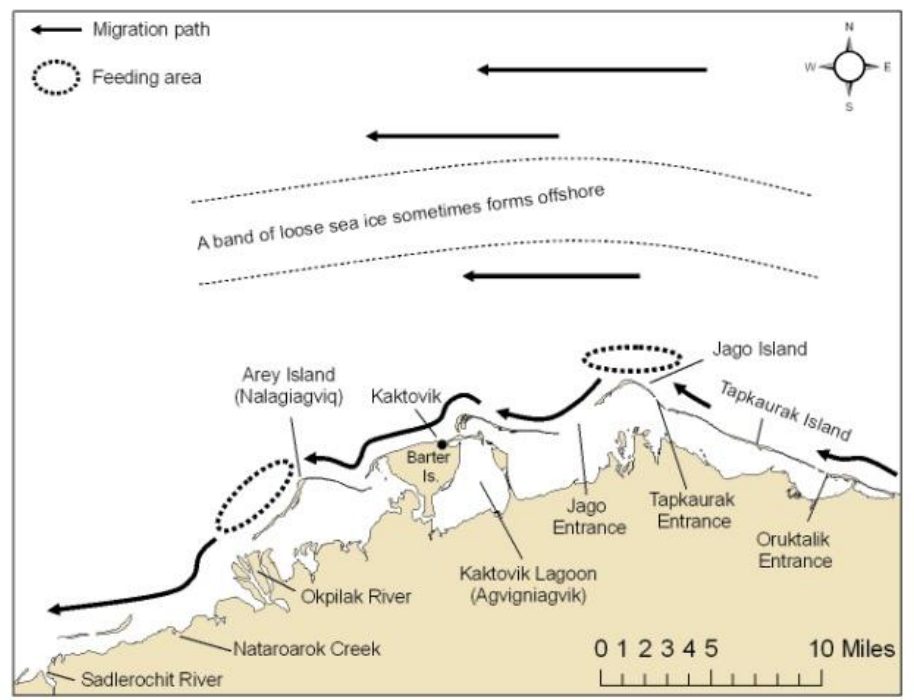 Migration path
Feeding area
N
W E
S
A band of loose sea ice sometimes forms offshore
Jago Island
Arey Island
(Nalagiagviq)
Kaktovik
Tapkaurak Island
Barter
Is.
Jago
Entrance
Tapkaurak
Entrance
Oruktalik
Entrance
Kaktovik Lagoon
(Agvigniagvik)
Okpilak River
Nataroarok Creek
Sadlerochit River
0 1 2 3 4 5 10 Miles